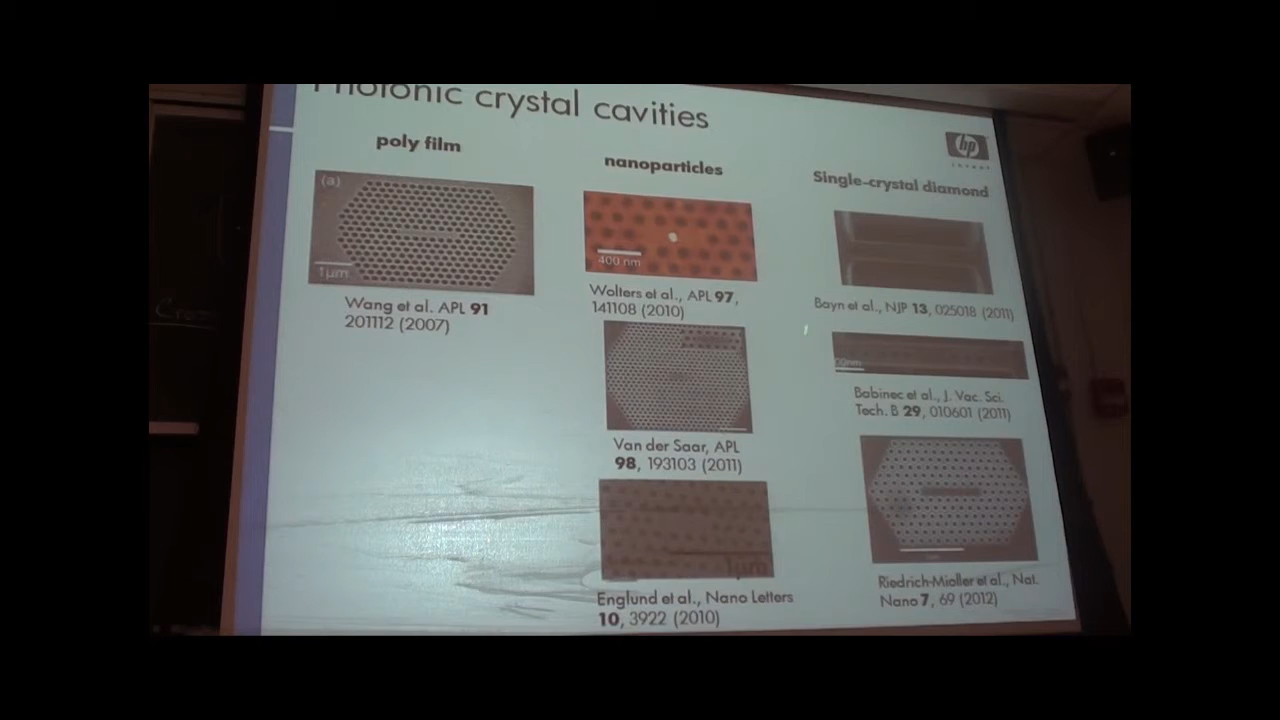 Photonic crystal cavities
hp
invent
poly film
(a)
1µm
Wang et al. APL 91
201112 (2007)
nanoparticles
400 nm
Wolters et al., APL 97,
141108 (2010)
Van der Saar, APL
98, 193103 (2011)
1µm
Englund et al., Nano Letters
10, 3922 (2010)
Single-crystal diamond
Bayn et al., NJP 13, 025018 (2011)
Babinec et al., J. Vac. Sci.
Tech. B 29, 010601 (2011)
Riedrich-Moller et al., Nat.
Nano 7, 69 (2012)